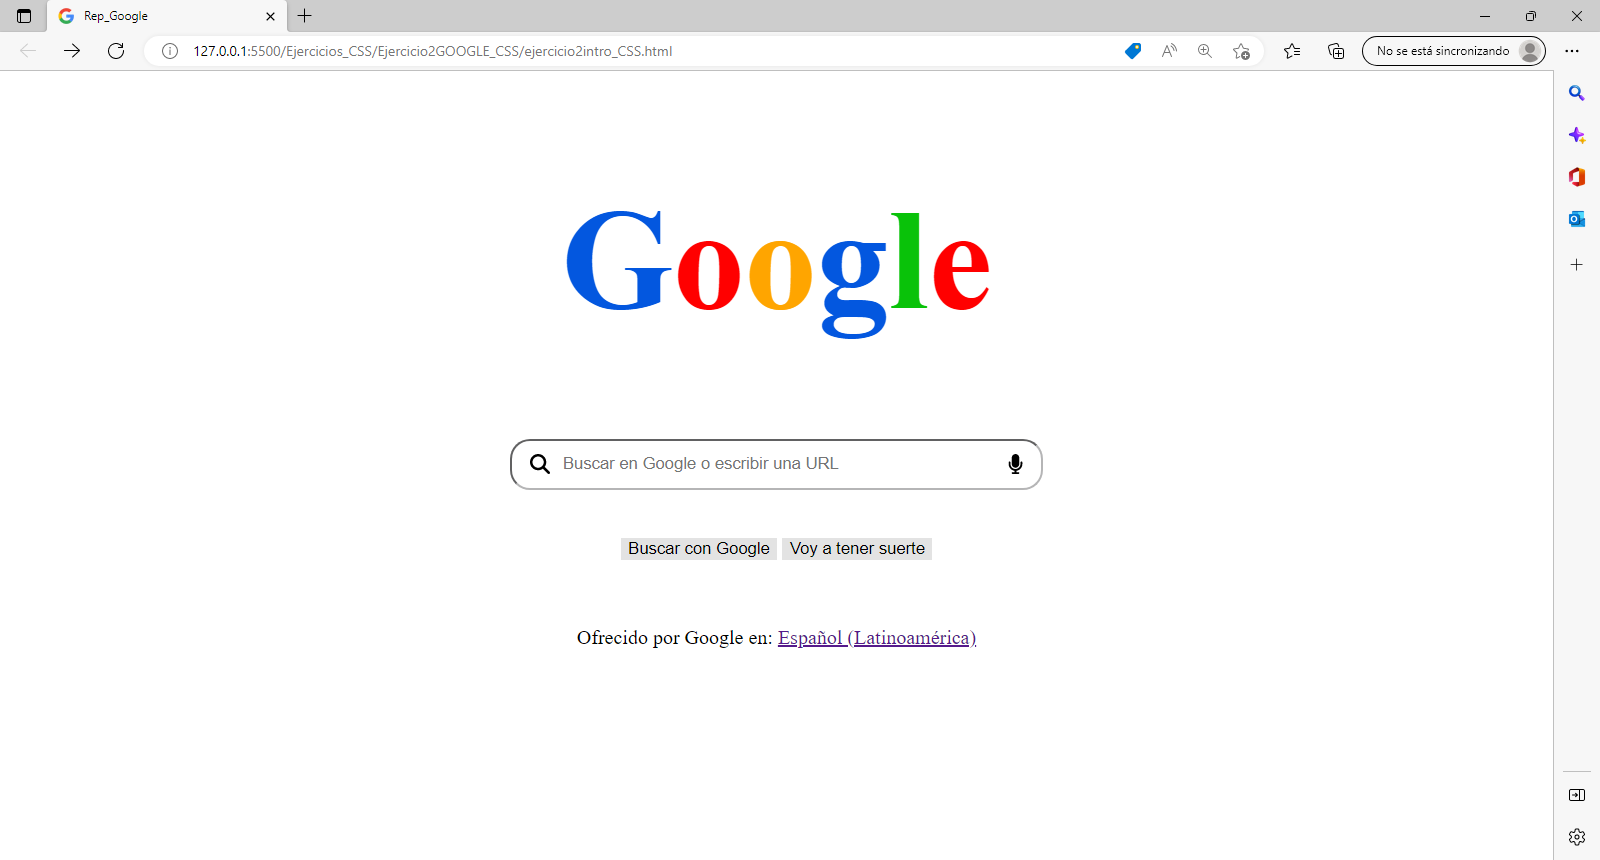 Rep_Google
127.0.0.1:5500/Ejercicios_CSS/Ejercicio2GOOGLE_CSS/ejercicio2intro_CSS.html
No se está sincronizando
Google
Buscar en Google o escribir una URL
Buscar con Google Voy a tener suerte
Ofrecido por Google en: Español (Latinoamérica)